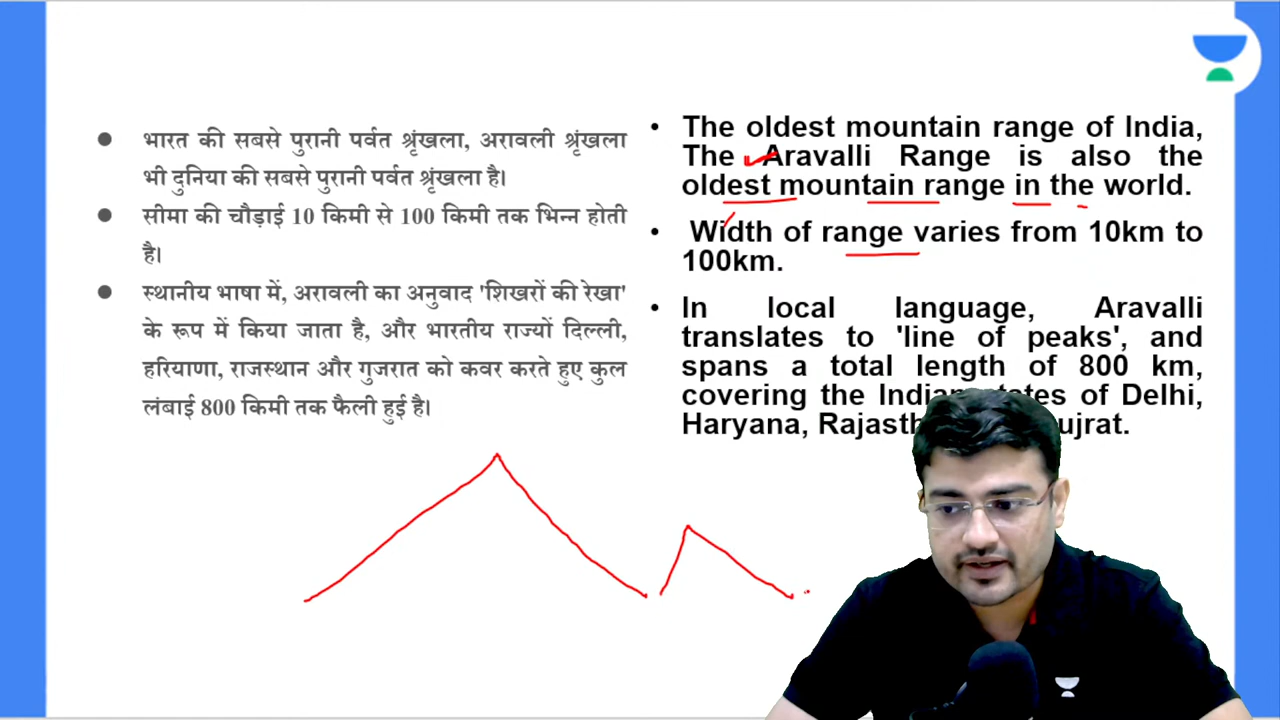 भारत की सबसे पुरानी पर्वत श्रृंखला, अरावली श्रृंखला
भी दुनिया की सबसे पुरानी पर्वत श्रृंखला है।
सीमा की चौड़ाई 10 किमी से 100 किमी तक भिन्न होती
है।
स्थानीय भाषा में, अरावली का अनुवाद 'शिखरों की रेखा'
के रूप में किया जाता है, और भारतीय राज्यों दिल्ली,
हरियाणा, राजस्थान और गुजरात को कवर करते हुए कुल
लंबाई 800 किमी तक फैली हुई है।
The oldest mountain range of India,
The Aravalli Range is also the
oldest mountain range in the world.
Width of range varies from 10km to
100km.
In local language, Aravalli
translates to 'line of peaks', and
spans a total length of 800 km,
covering the Indian states of Delhi,
Haryana,